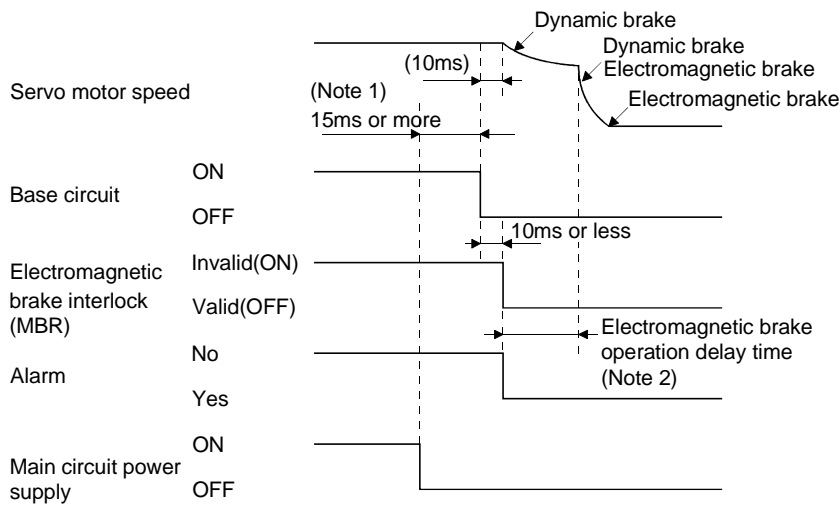 Dynamic brake
Dynamic brake
(10ms)
Electromagnetic brake
Servo motor speed
(Note 1)
Electromagnetic brake
15ms or more
ON
Base circuit
OFF
10ms or less
Electromagnetic
brake interlock
(MBR)
Invalid(ON)
Valid(OFF)
Electromagnetic brake
operation delay time
(Note 2)
No
Alarm
Yes
ON
Main circuit power
supply
OFF